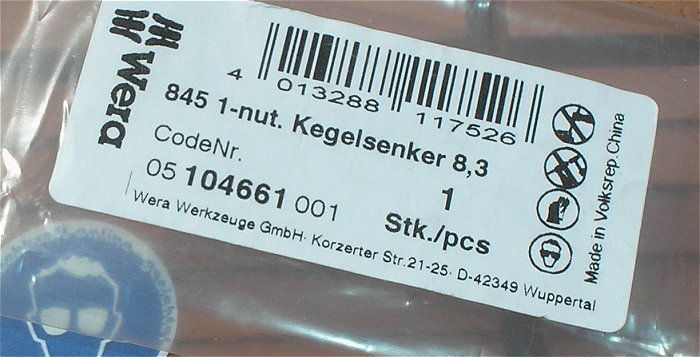 Wera
4 013288 117526
845 1-nut. Kegelsenker 8,3
CodeNr.
05 104661 001
1
Stk./pcs
Wera Werkzeuge GmbH· Korzerter Str.21-25· D-42349 Wuppertal
Made in Volksrep. China